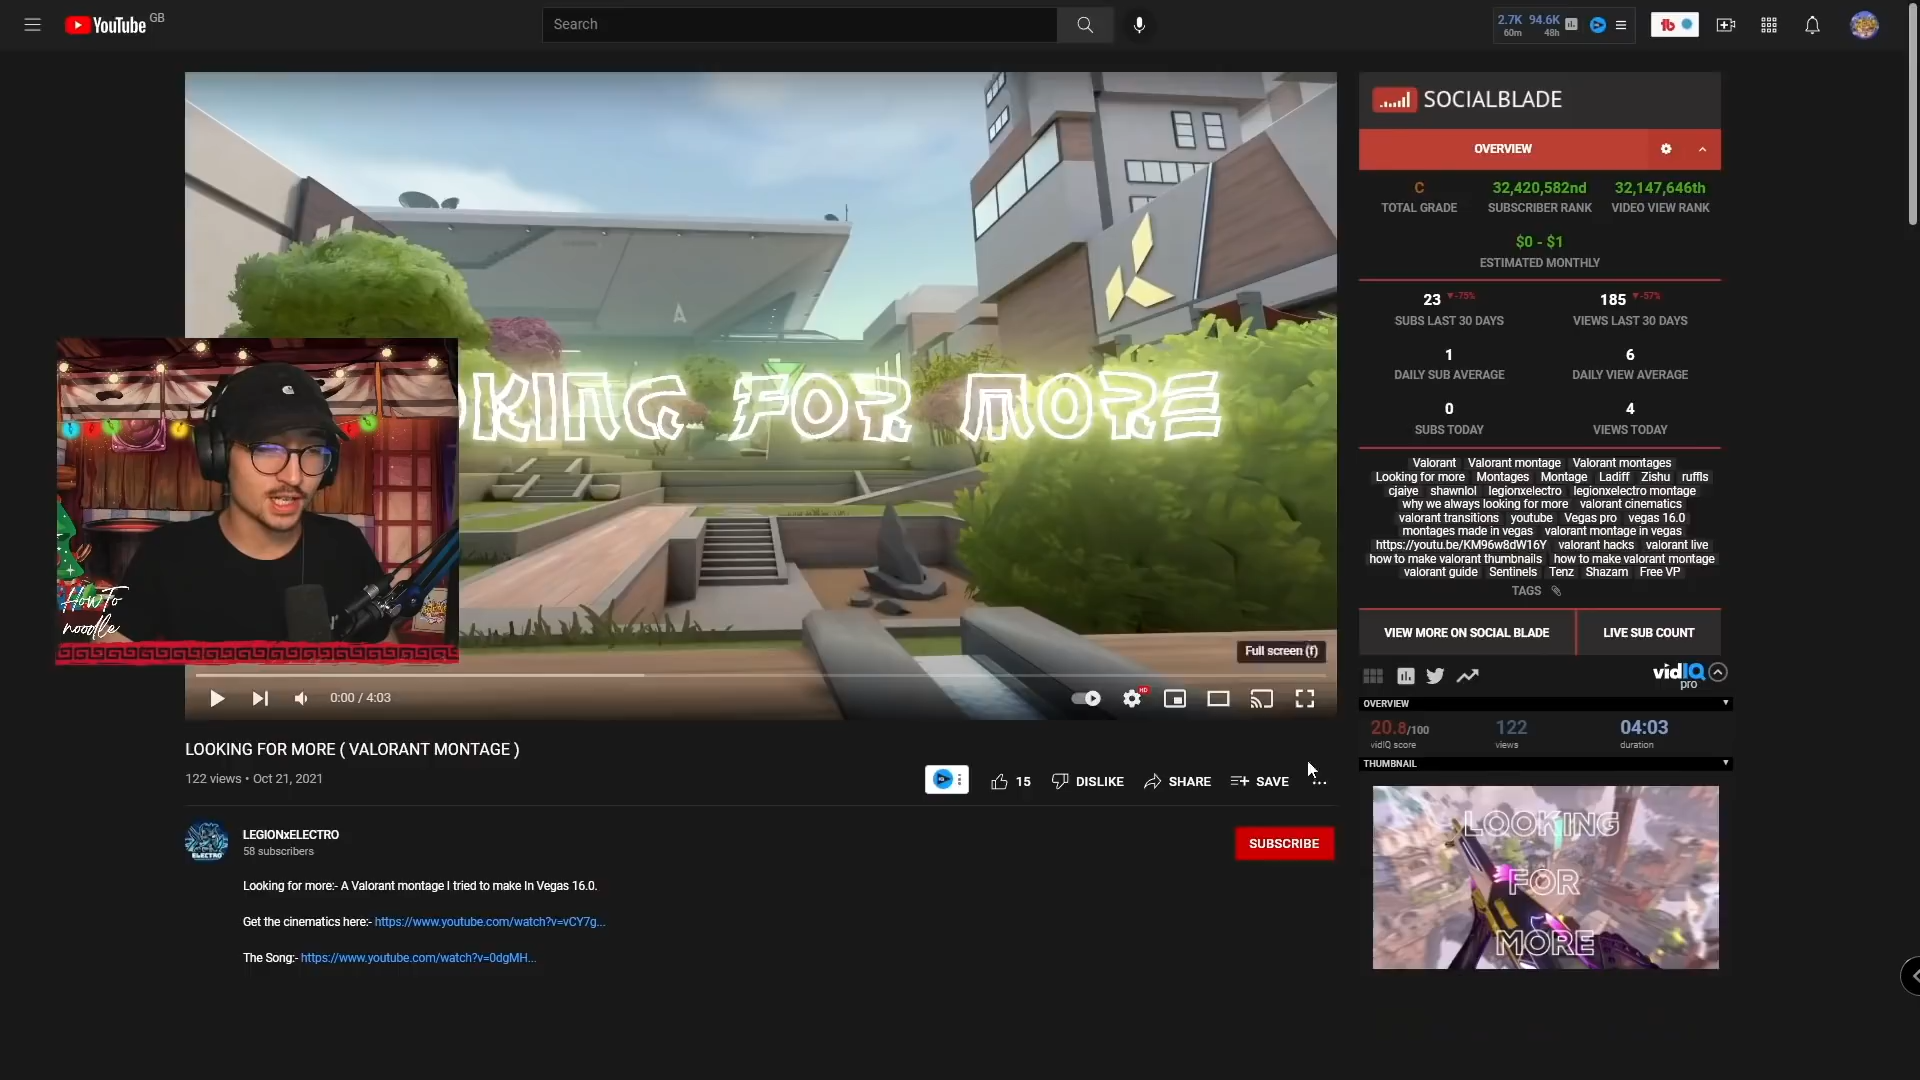 YouTube GB
Search
2.7K 94.6K
60m 48h
SOCIALBLADE
OVERVIEW
C 32,420,582nd 32,147,646th
TOTAL GRADE SUBSCRIBER RANK VIDEO VIEW RANK
$0 - $1
ESTIMATED MONTHLY
23 -75% 185 -57%
SUBS LAST 30 DAYS VIEWS LAST 30 DAYS
1 6
DAILY SUB AVERAGE DAILY VIEW AVERAGE
0 4
SUBS TODAY VIEWS TODAY
Valorant Valorant montage Valorant montages
Looking for more Montages Montage Ladiff Zishu ruffls
cjaiye shawnlol legionxelectro legionxelectro montage
why we always looking for more valorant cinematics
valorant transitions youtube Vegas pro vegas 16.0
montages made in vegas valorant montage in vegas
https://youtu.be/KM96w8dW16Y valorant hacks valorant live
how to make valorant thumbnails how to make valorant montage
valorant guide Sentinels Tenz Shazam Free VP
TAGS
VIEW MORE ON SOCIAL BLADE LIVE SUB COUNT
vidIQ
pro
OVERVIEW
20.8/100 122 04:03
vidIQ score views duration
THUMBNAIL
LOOKING
FOR
MORE
KING FOR MORE
A
HowTo
noodle
Full screen (f)
0:00 / 4:03
HD
LOOKING FOR MORE ( VALORANT MONTAGE )
122 views • Oct 21, 2021
15 DISLIKE SHARE SAVE ...
ELECTRO
LEGIONxELECTRO
58 subscribers
SUBSCRIBE
Looking for more:- A Valorant montage I tried to make In Vegas 16.0.
Get the cinematics here:- https://www.youtube.com/watch?v=vCY7g...
The Song:- https://www.youtube.com/watch?v=0dgMH...